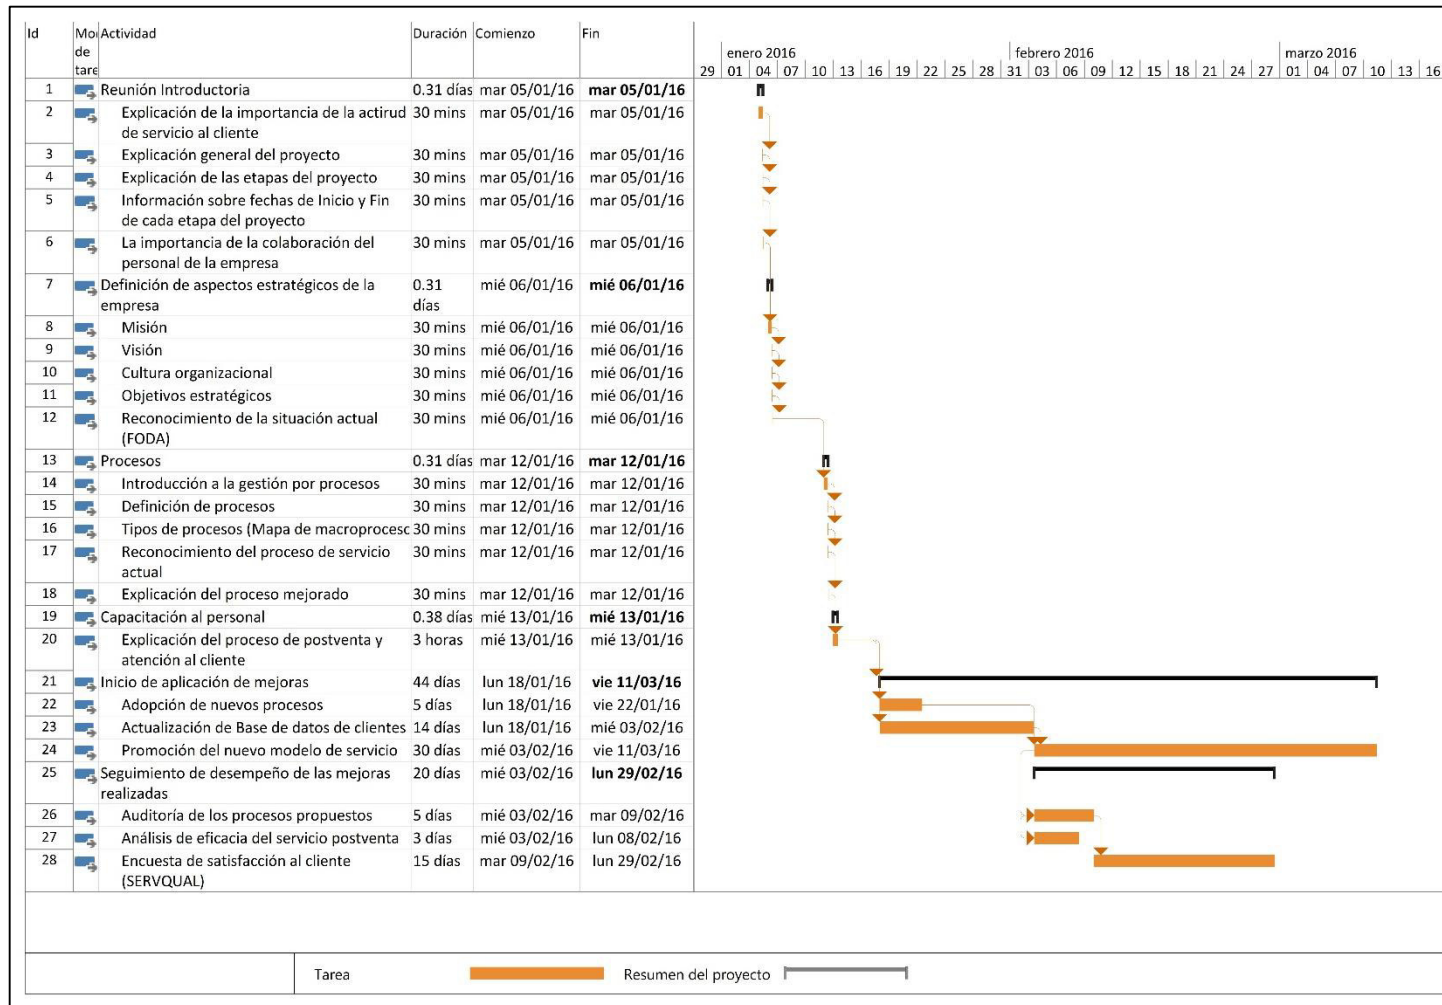 Id Mo Actividad Duración Comienzo Fin
de
tare
enero 2016 febrero 2016 marzo 2016
29 01 04 07 10 13 16 19 22 25 28 31 03 06 09 12 15 18 21 24 27 01 04 07 10 13 16
1 Reunión Introductoria 0.31 días mar 05/01/16 mar 05/01/16
2 Explicación de la importancia de la actirud 30 mins mar 05/01/16 mar 05/01/16
de servicio al cliente
3 Explicación general del proyecto 30 mins mar 05/01/16 mar 05/01/16
4 Explicación de las etapas del proyecto 30 mins mar 05/01/16 mar 05/01/16
5 Información sobre fechas de Inicio y Fin 30 mins mar 05/01/16 mar 05/01/16
de cada etapa del proyecto
6 La importancia de la colaboración del 30 mins mar 05/01/16 mar 05/01/16
personal de la empresa
7 Definición de aspectos estratégicos de la 0.31 mié 06/01/16 mié 06/01/16
empresa días
8 Misión 30 mins mié 06/01/16 mié 06/01/16
9 Visión 30 mins mié 06/01/16 mié 06/01/16
10 Cultura organizacional 30 mins mié 06/01/16 mié 06/01/16
11 Objetivos estratégicos 30 mins mié 06/01/16 mié 06/01/16
12 Reconocimiento de la situación actual 30 mins mié 06/01/16 mié 06/01/16
(FODA)
13 Procesos 0.31 días mar 12/01/16 mar 12/01/16
14 Introducción a la gestión por procesos 30 mins mar 12/01/16 mar 12/01/16
15 Definición de procesos 30 mins mar 12/01/16 mar 12/01/16
16 Tipos de procesos (Mapa de macroproceso 30 mins mar 12/01/16 mar 12/01/16
17 Reconocimiento del proceso de servicio 30 mins mar 12/01/16 mar 12/01/16
actual
18 Explicación del proceso mejorado 30 mins mar 12/01/16 mar 12/01/16
19 Capacitación al personal 0.38 días mié 13/01/16 mié 13/01/16
20 Explicación del proceso de postventa y 3 horas mié 13/01/16 mié 13/01/16
atención al cliente
21 Inicio de aplicación de mejoras 44 días lun 18/01/16 vie 11/03/16
22 Adopción de nuevos procesos 5 días lun 18/01/16 vie 22/01/16
23 Actualización de Base de datos de clientes 14 días lun 18/01/16 mié 03/02/16
24 Promoción del nuevo modelo de servicio 30 días mié 03/02/16 vie 11/03/16
25 Seguimiento de desempeño de las mejoras 20 días mié 03/02/16 lun 29/02/16
realizadas
26 Auditoría de los procesos propuestos 5 días mié 03/02/16 mar 09/02/16
27 Análisis de eficacia del servicio postventa 3 días mié 03/02/16 lun 08/02/16
28 Encuesta de satisfacción al cliente 15 días mar 09/02/16 lun 29/02/16
(SERVQUAL)
Tarea Resumen del proyecto